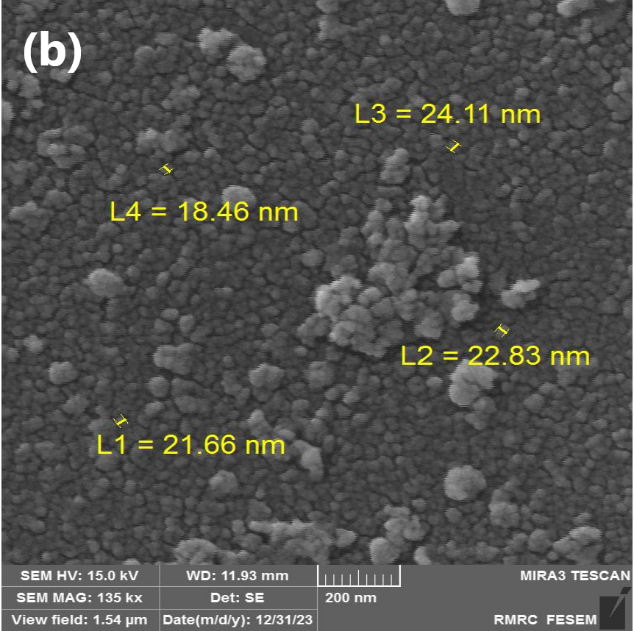 (b)
L3 = 24.11 nm
L4 = 18.46 nm
L2 = 22.83 nm
L1 = 21.66 nm
SEM HV: 15.0 kV
WD: 11.93 mm
MIRA3 TESCAN
SEM MAG: 135 kx
Det: SE
200 nm
View field: 1.54 µm
Date(m/d/y): 12/31/23
RMRC FESEM